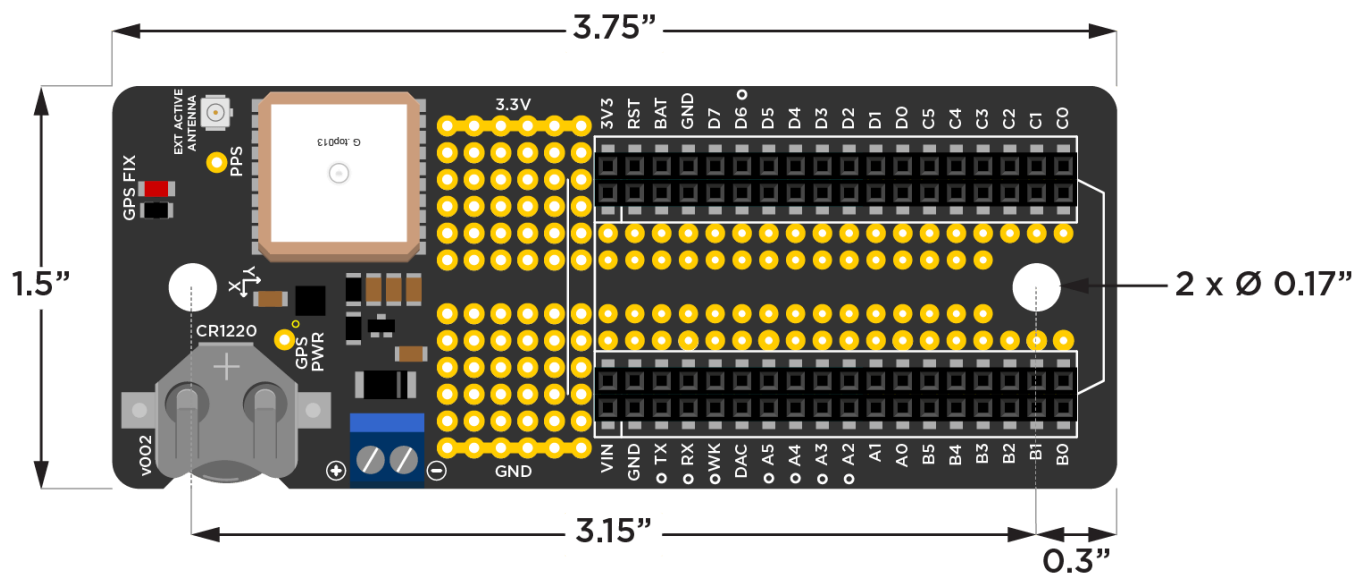 3.75”
EXT ACTIVE
ANTENNA
PPS
GPS FIX
G.top013
3.3V
3V3
RST
BAT
GND
D7
D6
D5
D4
D3
D2
D1
D0
C5
C4
C3
C2
C1
C0
1.5”
Y
X
2 x Ø 0.17”
CR1220
GPS
PWR
+
v002
+
−
GND
VIN
GND
TX
RX
WK
DAC
A5
A4
A3
A2
A1
A0
B5
B4
B3
B2
B1
B0
3.15”
0.3”